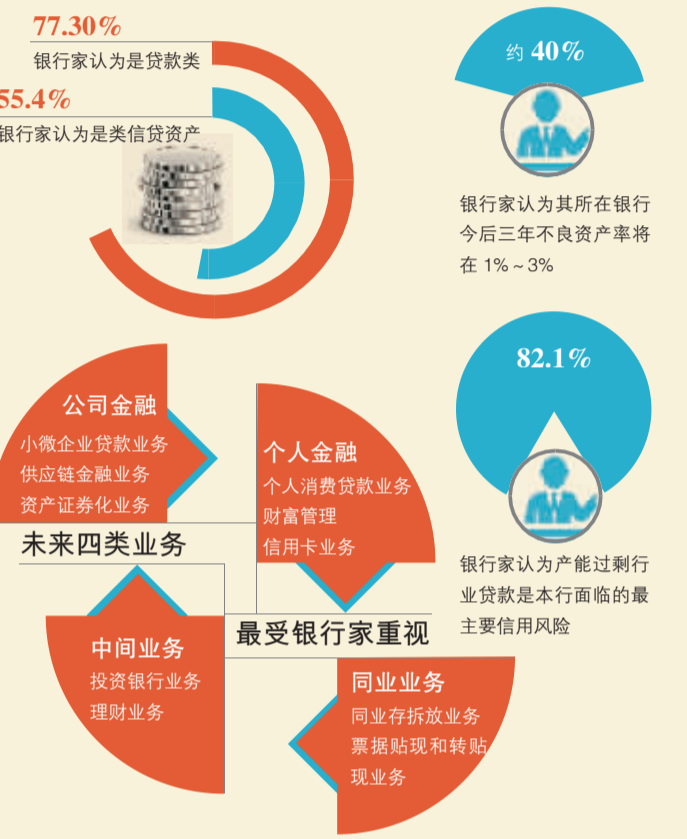 77.30%
银行家认为是贷款类
55.4%
银行家认为是类信贷资产
约 40%
银行家认为其所在银行
今后三年不良资产率将
在 1%~3%
82.1%
银行家认为产能过剩行
业贷款是本行面临的最
主要信用风险
公司金融
小微企业贷款业务
供应链金融业务
资产证券化业务
个人金融
个人消费贷款业务
财富管理
信用卡业务
未来四类业务
最受银行家重视
中间业务
投资银行业务
理财业务
同业业务
同业存拆放业务
票据贴现和转贴
现业务